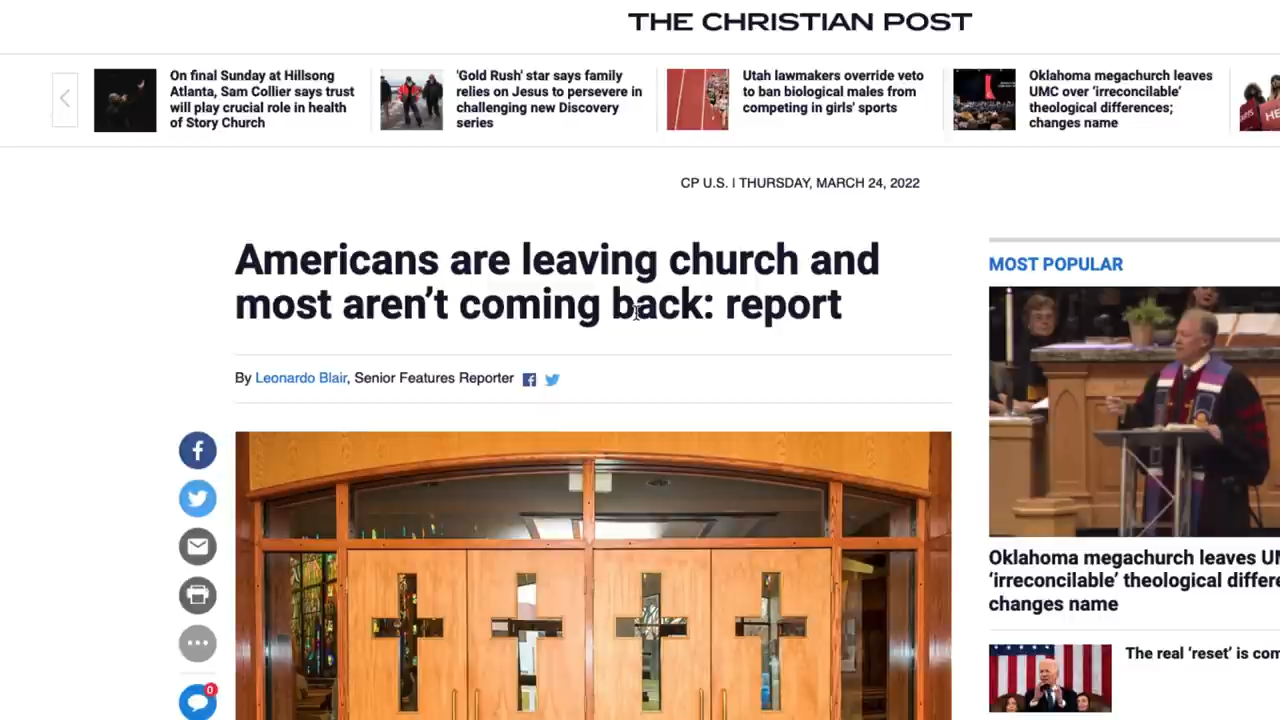 THE CHRISTIAN POST
On final Sunday at Hillsong
Atlanta, Sam Collier says trust
will play crucial role in health
of Story Church
'Gold Rush' star says family
relies on Jesus to persevere in
challenging new Discovery
series
Utah lawmakers override veto
to ban biological males from
competing in girls' sports
Oklahoma megachurch leaves
UMC over ‘irreconcilable’
theological differences;
changes name
CP U.S. | THURSDAY, MARCH 24, 2022
Americans are leaving church and
most aren’t coming back: report
By Leonardo Blair, Senior Features Reporter
MOST POPULAR
Oklahoma megachurch leaves
‘irreconcilable’ theological
changes name
The real ‘reset’ is
0